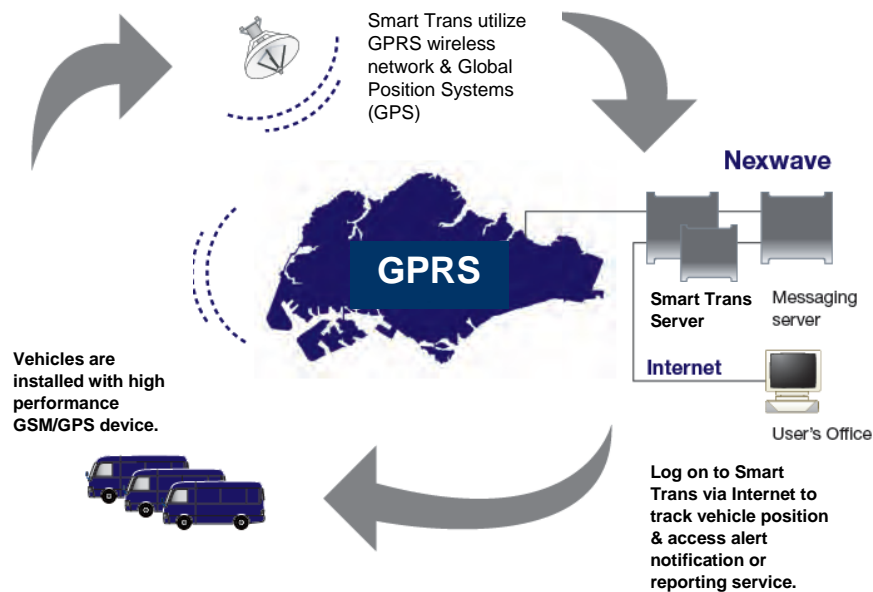 Smart Trans utilize
GPRS wireless
network & Global
Position Systems
(GPS)
Nexwave
GPRS
Smart Trans
Server
Messaging
server
Internet
User's Office
Vehicles are
installed with high
performance
GSM/GPS device.
Log on to Smart
Trans via Internet to
track vehicle position
& access alert
notification or
reporting service.